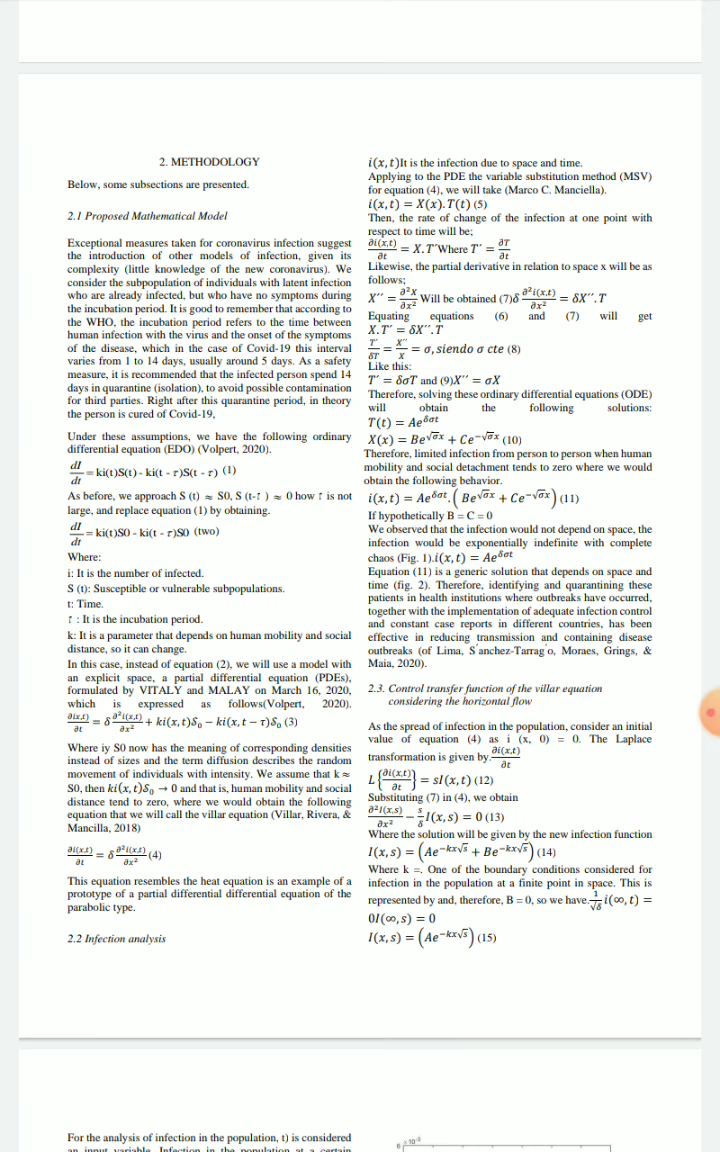 2. METHODOLOGY
Below, some subsections are presented.
2.1 Proposed Mathematical Model
Exceptional measures taken for coronavirus infection suggest
the introduction of other models of infection, given its
complexity (little knowledge of the new coronavirus). We
consider the subpopulation of individuals with latent infection
who are already infected, but who have no symptoms during
the incubation period. It is good to remember that according to
the WHO, the incubation period refers to the time between
human infection with the virus and the onset of the symptoms
of the disease, which in the case of Covid-19 this interval
varies from 1 to 14 days, usually around 5 days. As a safety
measure, it is recommended that the infected person spend 14
days in quarantine (isolation), to avoid possible contamination
for third parties. Right after this quarantine period, in theory
the person is cured of Covid-19,
Under these assumptions, we have the following ordinary
differential equation (EDO) (Volpert, 2020).
dI/dt = ki(t)S(t) - ki(t - τ)S(t - τ) (1)
As before, we approach S (t) ≈ S0, S (t-τ ) ≈ 0 how τ is not
large, and replace equation (1) by obtaining.
dI/dt = ki(t)S0 - ki(t - τ)S0 (two)
Where:
i: It is the number of infected.
S (t): Susceptible or vulnerable subpopulations.
t: Time.
τ : It is the incubation period.
k: It is a parameter that depends on human mobility and social
distance, so it can change.
In this case, instead of equation (2), we will use a model with
an explicit space, a partial differential equation (PDEs),
formulated by VITALY and MALAY on March 16, 2020,
which is expressed as follows(Volpert, 2020).
∂i(x,t)/∂t = δ ∂²i(x,t)/∂x² + ki(x,t)S₀ − ki(x,t − τ)S₀ (3)
Where iy S0 now has the meaning of corresponding densities
instead of sizes and the term diffusion describes the random
movement of individuals with intensity. We assume that k ≈
S0, then ki(x,t)S₀ → 0 and that is, human mobility and social
distance tend to zero, where we would obtain the following
equation that we will call the villar equation (Villar, Rivera, &
Mancilla, 2018)
∂i(x,t)/∂t = δ ∂²i(x,t)/∂x² (4)
This equation resembles the heat equation is an example of a
prototype of a partial differential differential equation of the
parabolic type.
2.2 Infection analysis
i(x,t)It is the infection due to space and time.
Applying to the PDE the variable substitution method (MSV)
for equation (4), we will take (Marco C. Manciella).
i(x,t) = X(x).T(t) (5)
Then, the rate of change of the infection at one point with
respect to time will be;
∂i(x,t)/∂t = X.T´Where T´ = ∂T/∂t
Likewise, the partial derivative in relation to space x will be as
follows;
X´´ = ∂²X/∂x² Will be obtained (7)δ ∂²i(x,t)/∂x² = δX´´.T
Equating equations (6) and (7) will get
X.T´ = δX´´.T
T´/δT = X´´/X = σ, siendo σ cte (8)
Like this:
T´ = δσT and (9)X´´ = σX
Therefore, solving these ordinary differential equations (ODE)
will obtain the following solutions:
T(t) = Ae^δσt
X(x) = Be^√σx + Ce^−√σx (10)
Therefore, limited infection from person to person when human
mobility and social detachment tends to zero where we would
obtain the following behavior.
i(x,t) = Ae^δσt.( Be^√σx + Ce^−√σx) (11)
If hypothetically B = C = 0
We observed that the infection would not depend on space, the
infection would be exponentially indefinite with complete
chaos (Fig. 1).i(x,t) = Ae^δσt
Equation (11) is a generic solution that depends on space and
time (fig. 2). Therefore, identifying and quarantining these
patients in health institutions where outbreaks have occurred,
together with the implementation of adequate infection control
and constant case reports in different countries, has been
effective in reducing transmission and containing disease
outbreaks (of Lima, S´anchez-Tarrag´o, Moraes, Grings, &
Maia, 2020).
2.3. Control transfer function of the villar equation
considering the horizontal flow
As the spread of infection in the population, consider an initial
value of equation (4) as i (x, 0) = 0. The Laplace
transformation is given by.∂i(x,t)/∂t
L{∂i(x,t)/∂t} = sI(x,t) (12)
Substituting (7) in (4), we obtain
∂²I(x,s)/∂x² − s/δ I(x,s) = 0 (13)
Where the solution will be given by the new infection function
I(x,s) = (Ae^−kx√s + Be^−kx√s) (14)
Where k =. One of the boundary conditions considered for
infection in the population at a finite point in space. This is
represented by and, therefore, B = 0, so we have.1/√δ i(∞,t) =
0I(∞,s) = 0
I(x,s) = (Ae^−kx√s) (15)
For the analysis of infection in the population, t) is considered
an input variable. Infection in the population at a certain